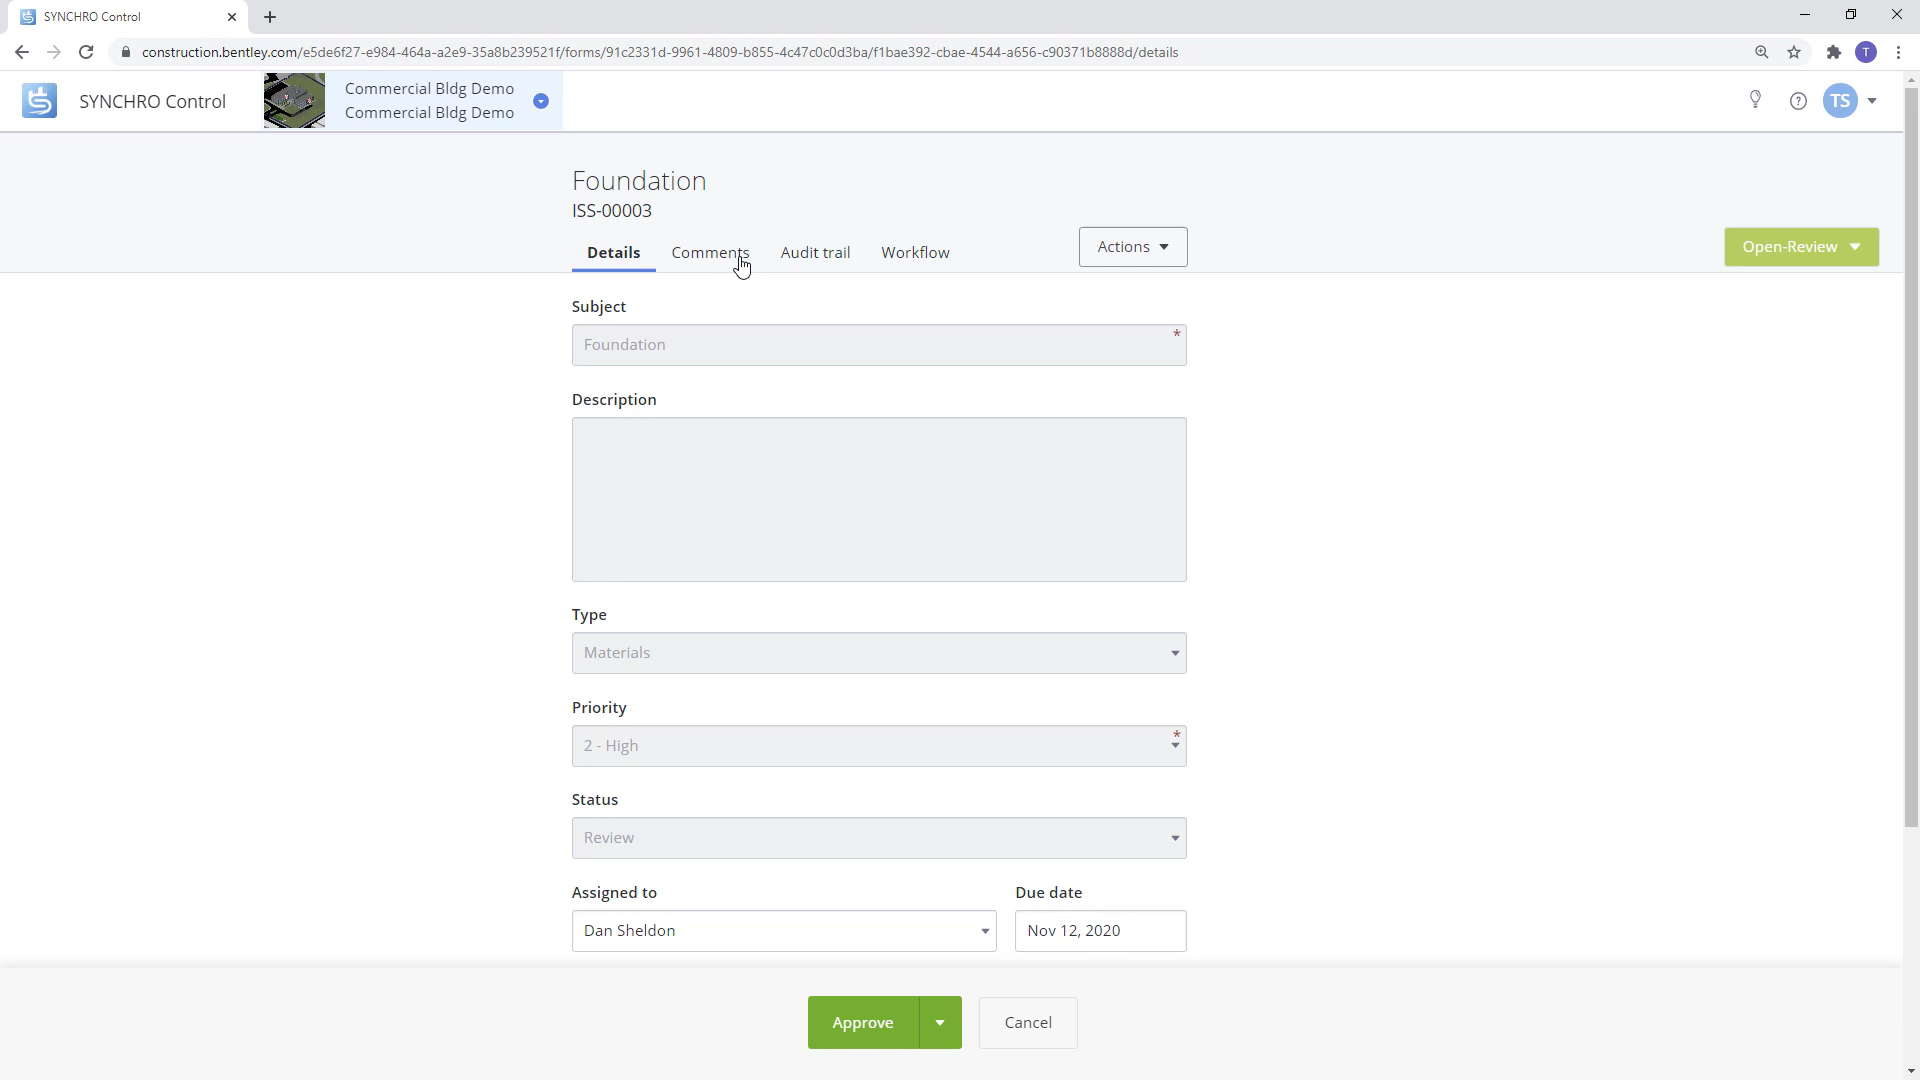 SYNCHRO Control
construction.bentley.com/e5de6f27-e984-464a-a2e9-35a8b239521f/forms/91c2331d-9961-4809-b855-4c47c0c0d3ba/f1bae392-cbae-4544-a656-c90371b8888d/details
T
SYNCHRO Control
Commercial Bldg Demo
Commercial Bldg Demo
TS
Foundation
ISS-00003
Details
Comments
Audit trail
Workflow
Actions
Open-Review
Subject
Foundation
*
Description
Type
Materials
Priority
2 - High
*
Status
Review
Assigned to
Due date
Dan Sheldon
Nov 12, 2020
Approve
Cancel